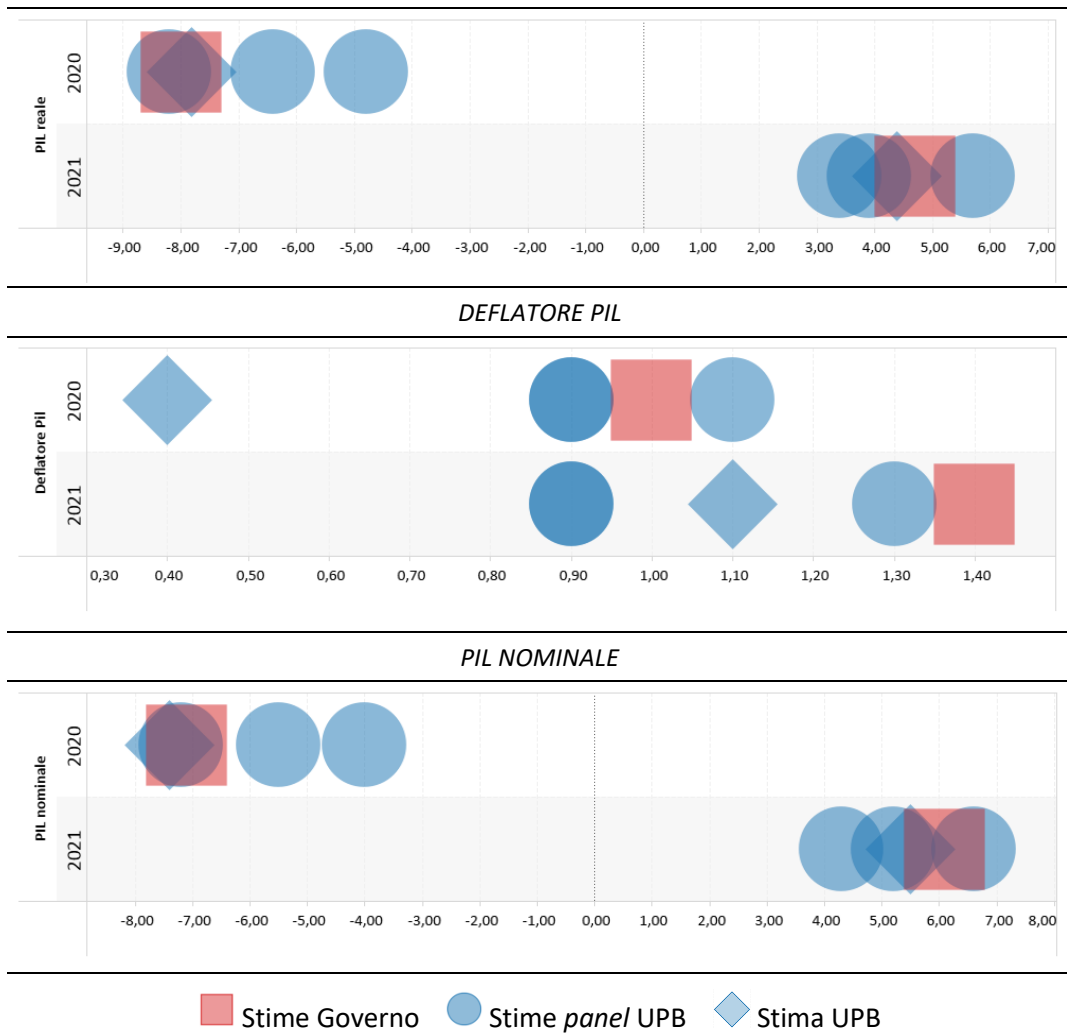 PIL reale
2020
2021
-9,00 -8,00 -7,00 -6,00 -5,00 -4,00 -3,00 -2,00 -1,00 0,00 1,00 2,00 3,00 4,00 5,00 6,00 7,00
DEFLATORE PIL
Deflatore Pil
2020
2021
0,30 0,40 0,50 0,60 0,70 0,80 0,90 1,00 1,10 1,20 1,30 1,40
PIL NOMINALE
PIL nominale
2020
2021
-8,00 -7,00 -6,00 -5,00 -4,00 -3,00 -2,00 -1,00 0,00 1,00 2,00 3,00 4,00 5,00 6,00 7,00 8,00
Stime Governo Stime panel UPB Stima UPB